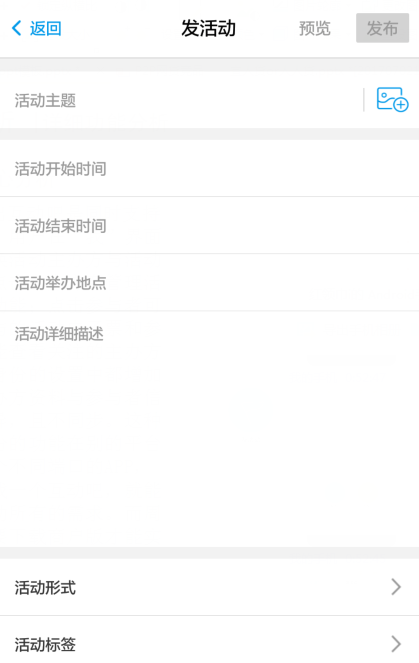 返回 发活动 预览 发布
活动主题
活动开始时间
活动结束时间
活动举办地点
活动详细描述
活动形式
活动标签